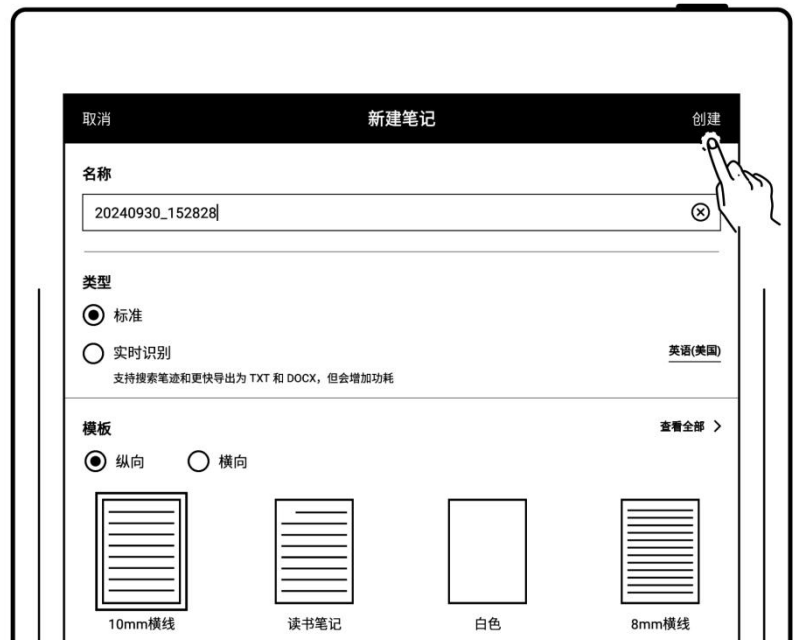 取消 新建笔记 创建
名称
20240930_152828
类型
标准
实时识别 英语(美国)
支持搜索笔迹和更快导出为 TXT 和 DOCX，但会增加功耗
模板 查看全部
纵向 横向
10mm横线 读书笔记 白色 8mm横线